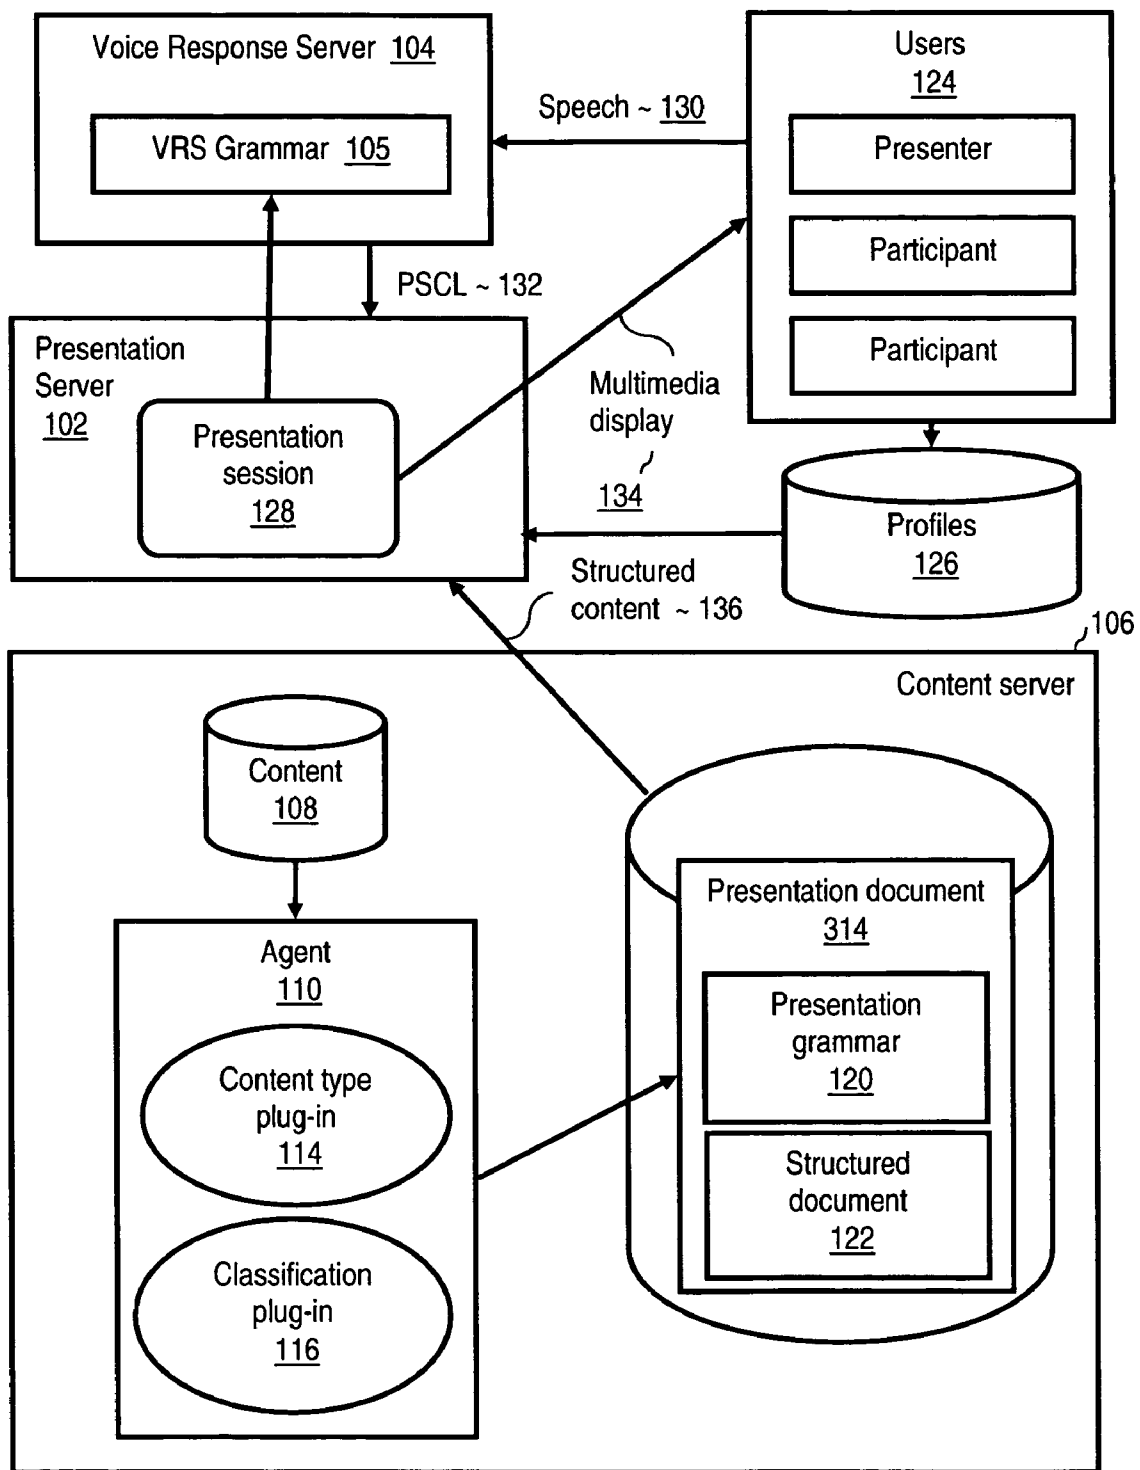 Voice Response Server 104
VRS Grammar 105
Speech ~ 130
Users
124
Presenter
Participant
Participant
PSCL ~ 132
Presentation
Server
102
Presentation
session
128
Multimedia
display
134
Profiles
126
Structured
content ~ 136
106
Content server
Content
108
Agent
110
Content type
plug-in
114
Classification
plug-in
116
Presentation document
314
Presentation
grammar
120
Structured
document
122